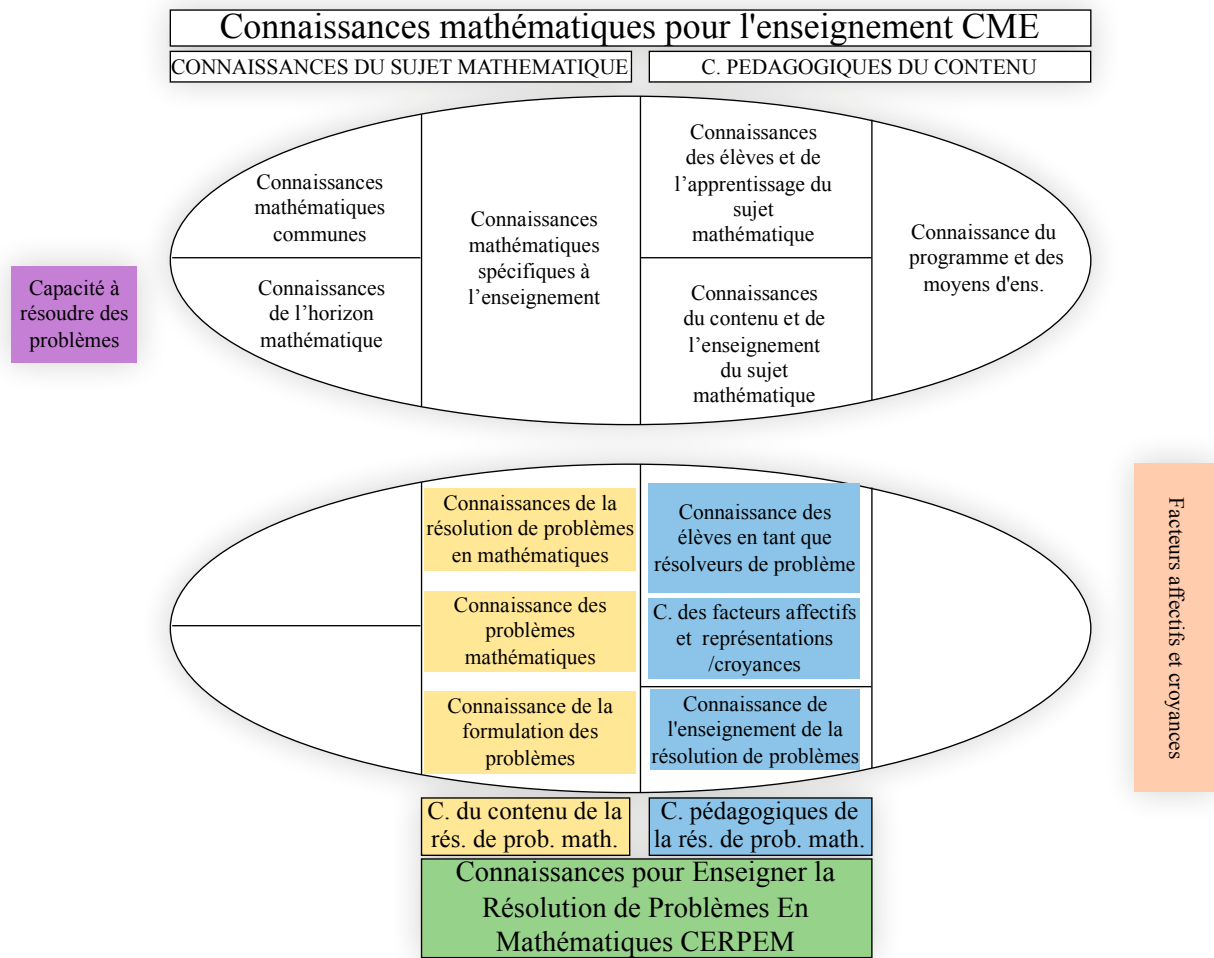 Connaissances mathématiques pour l'enseignement CME
CONNAISSANCES DU SUJET MATHEMATIQUE
C. PEDAGOGIQUES DU CONTENU
Connaissances
mathématiques
communes
Connaissances
de l’horizon
mathématique
Connaissances
mathématiques
spécifiques à
l’enseignement
Connaissances
des élèves et de
l’apprentissage du
sujet
mathématique
Connaissances
du contenu et de
l’enseignement
du sujet
mathématique
Connaissance du
programme et des
moyens d'ens.
Capacité à
résoudre des
problèmes
Connaissances de la
résolution de problèmes
en mathématiques
Connaissance des
problèmes
mathématiques
Connaissance de la
formulation des
problèmes
Connaissance des
élèves en tant que
résolveurs de problème
C. des facteurs affectifs
et représentations
/croyances
Connaissance de
l'enseignement de la
résolution de problèmes
Facteurs affectifs et croyances
C. du contenu de la
rés. de prob. math.
C. pédagogiques de
la rés. de prob. math.
Connaissances pour Enseigner la
Résolution de Problèmes En
Mathématiques CERPEM